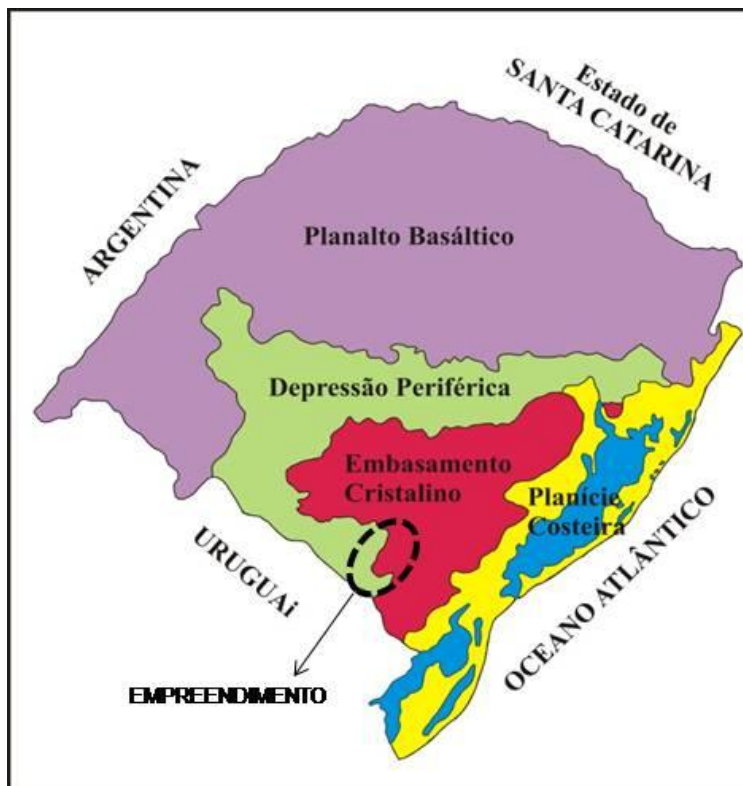 Estado de
SANTA CATARINA
ARGENTINA
Planalto Basáltico
Depressão Periférica
Embasamento
Cristalino
Planície
Costeira
URUGUAi
OCEANO ATLÂNTICO
EMPREENDIMENTO